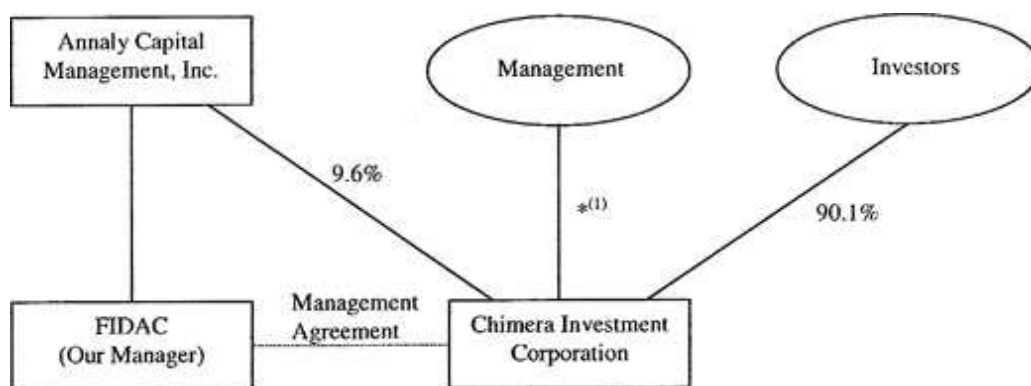 Annaly Capital
Management, Inc.
Management
Investors
9.6%
*(1)
90.1%
Management
Agreement
FIDAC
(Our Manager)
Chimera Investment
Corporation